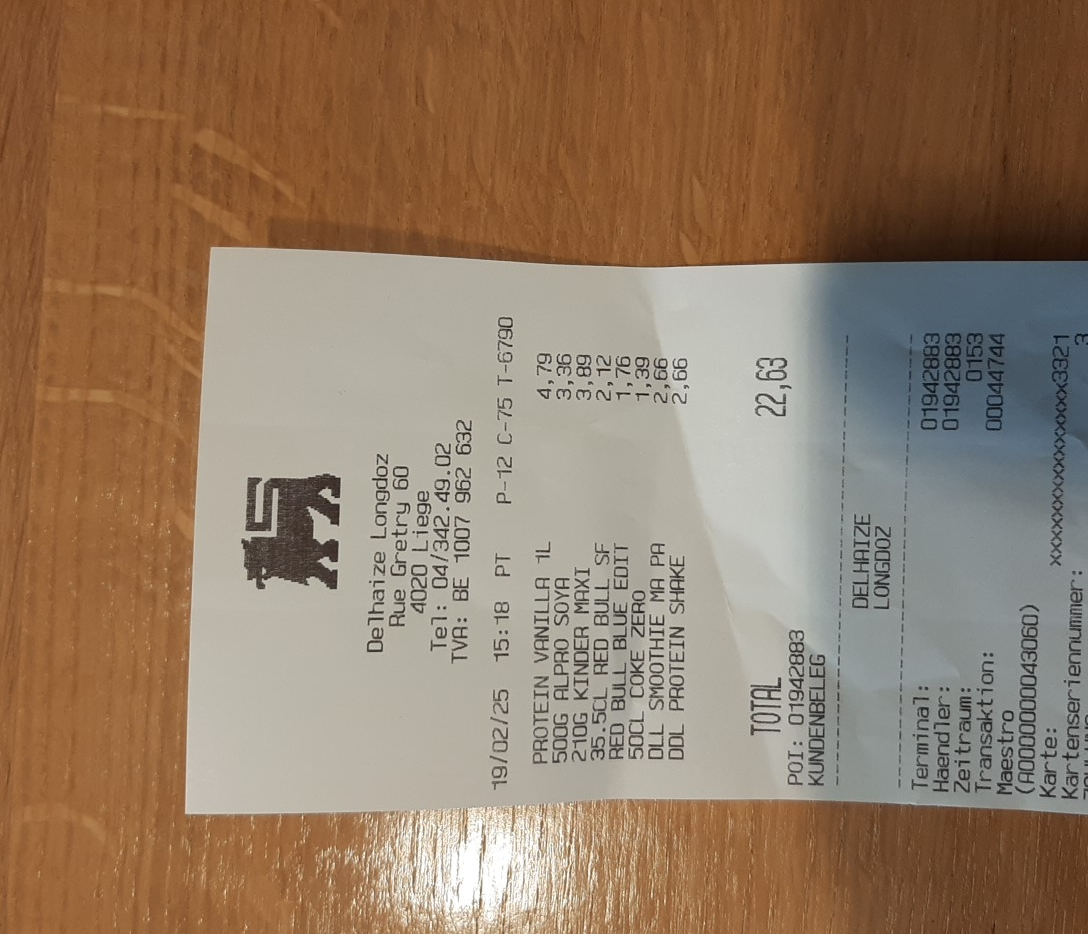 Delhaize Longdoz
Rue Gretry 60
4020 Liege
Tel: 04/342.49.02
TVA: BE 1007 962 632
19/02/25 15:18 PT P-12 C-75 T-6790
PROTEIN VANILLA 1L 4,79
500G ALPRO SOYA 3,36
210G KINDER MAXI 3,89
35.5CL RED BULL SF 2,12
RED BULL BLUE EDIT 1,76
50CL COKE ZERO 1,39
DLL SMOOTHIE MA PA 2,66
DDL PROTEIN SHAKE 2,66
TOTAL 22,63
POI: 01942883
KUNDENBELEG
DELHAIZE
LONGDOZ
Terminal: 01942883
Haendler: 01942883
Zeitraum: 0153
Transaktion: 00044744
Maestro
(A0000000043060)
Karte: xxxxxxxxxxxxxxx3321
Kartenseriennummer: 3